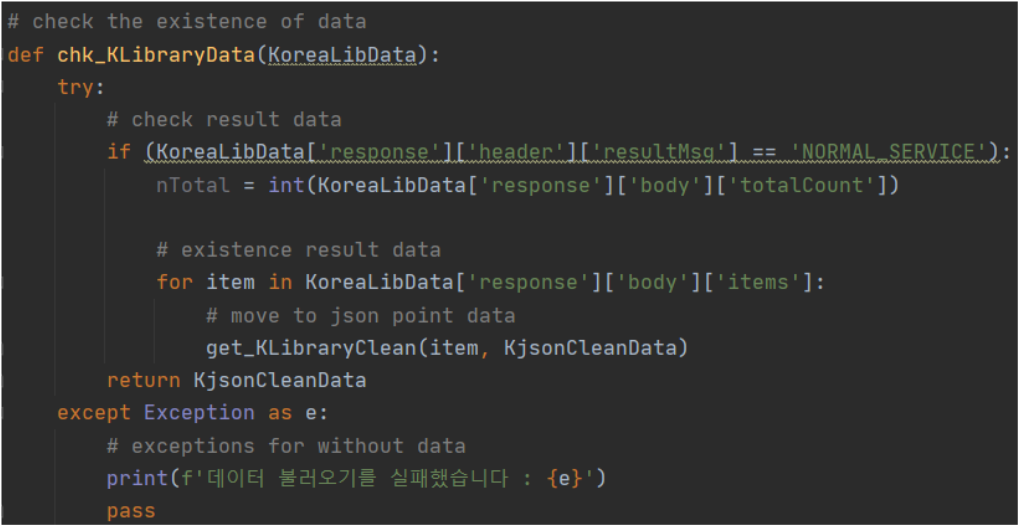 # check the existence of data
def chk_KLibraryData(KoreaLibData):
    try:
        # check result data
        if (KoreaLibData['response']['header']['resultMsg'] == 'NORMAL_SERVICE'):
            nTotal = int(KoreaLibData['response']['body']['totalCount'])
            # existence result data
            for item in KoreaLibData['response']['body']['items']:
                # move to json point data
                get_KLibraryClean(item, KjsonCleanData)
        return KjsonCleanData
    except Exception as e:
        # exceptions for without data
        print(f'데이터 불러오기를 실패했습니다 : {e}')
        pass